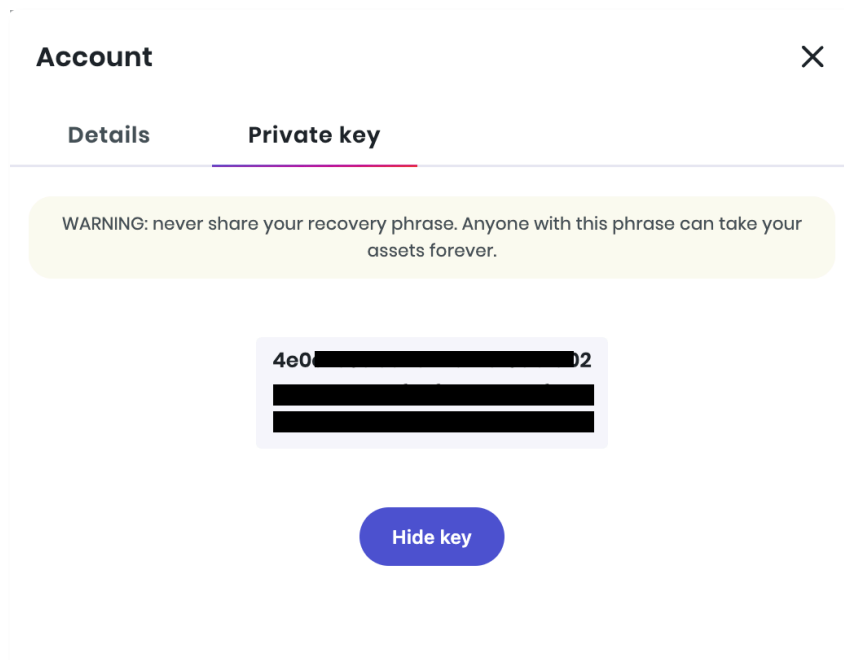 Account
Details
Private key
WARNING: never share your recovery phrase. Anyone with this phrase can take your
assets forever.
Hide key